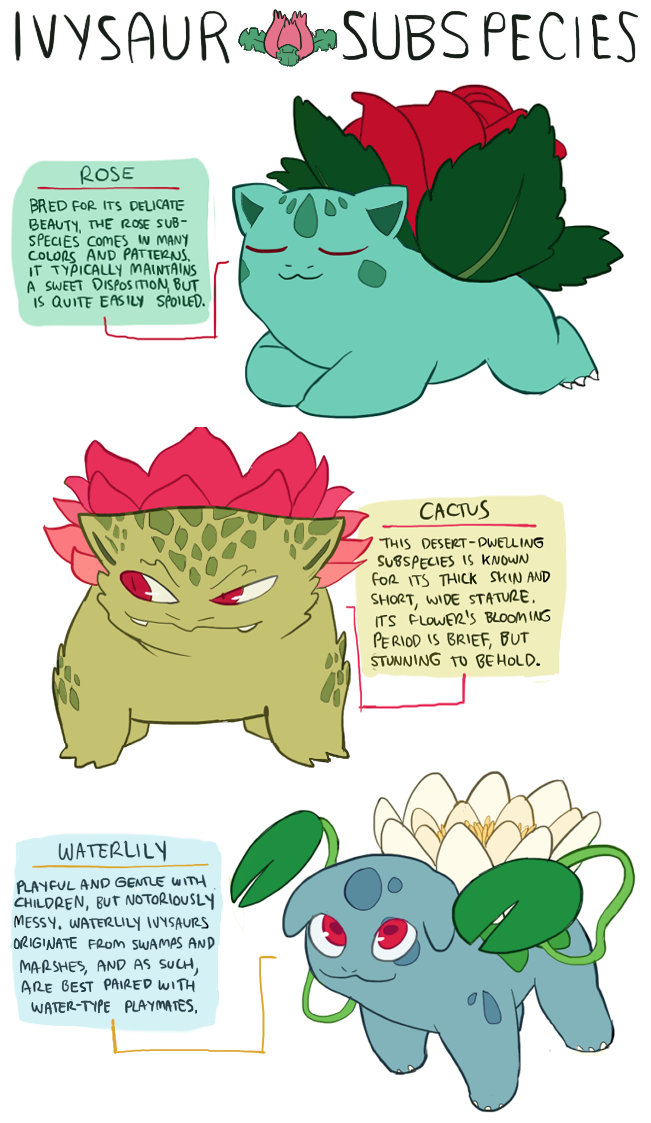 IVYSAUR SUBSPECIES
ROSE
BRED FOR ITS DELICATE
BEAUTY, THE ROSE SUB-
SPECIES COMES IN MANY
COLORS AND PATTERNS.
IT TYPICALLY MAINTAINS
A SWEET DISPOSITION, BUT
IS QUITE EASILY SPOILED.
CACTUS
THIS DESERT-DWELLING
SUBSPECIES IS KNOWN
FOR ITS THICK SKIN AND
SHORT, WIDE STATURE.
ITS FLOWER'S BLOOMING
PERIOD IS BRIEF, BUT
STUNNING TO BEHOLD.
WATERLILY
PLAYFUL AND GENTLE WITH
CHILDREN, BUT NOTORIOUSLY
MESSY. WATERLILY IVYSAURS
ORIGINATE FROM SWAMPS AND
MARSHES, AND AS SUCH,
ARE BEST PAIRED WITH
WATER-TYPE PLAYMATES.